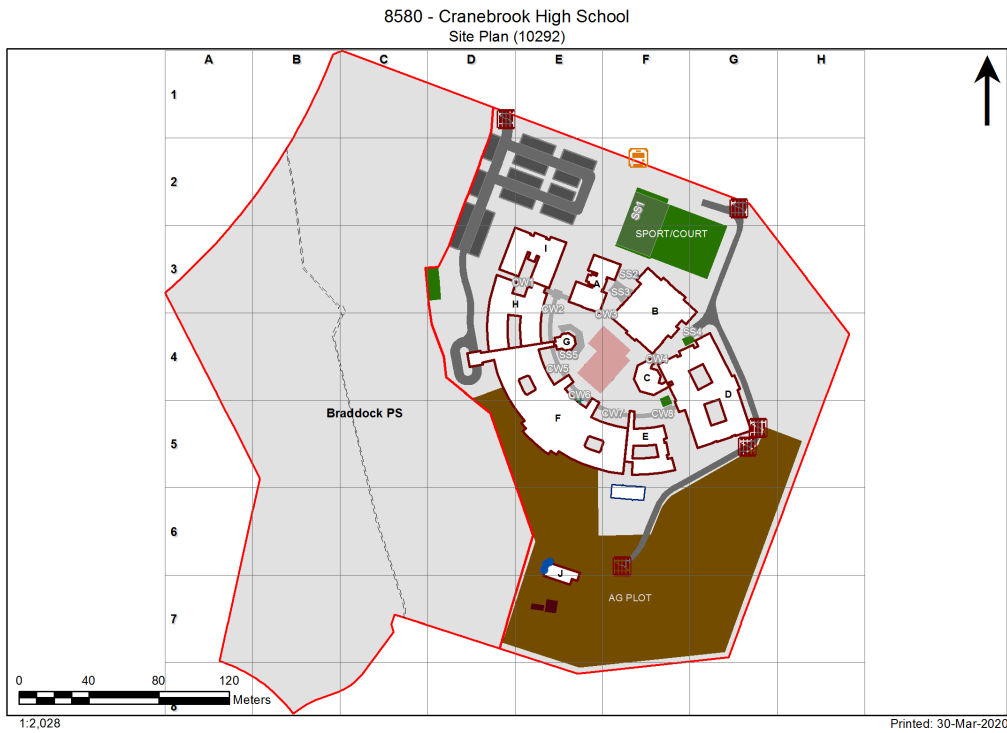 8580 - Cranebrook High School
Site Plan (10292)
A B C D E F G H
1
2
SS1
SPORT/COURT
3
I
A
SS2
CW1
SS3
H
CW2
CW3
B
4
G
SS4
SS5
CW4
CW5
C
D
CW6
Braddock PS
F
CW7
CW8
5
E
6
J
AG PLOT
7
0 40 80 120
Meters
8
1:2,028
Printed: 30-Mar-2020